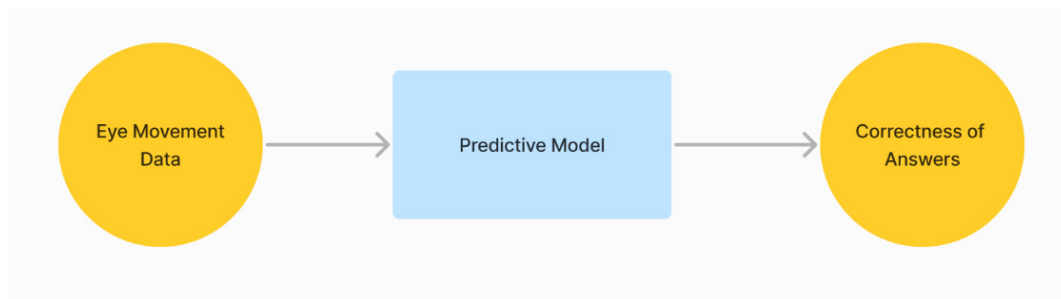 Eye Movement
Data
Predictive Model
Correctness of
Answers